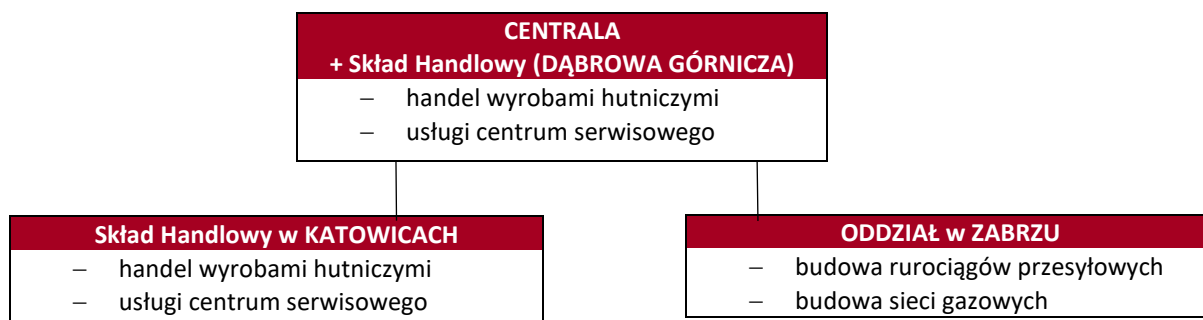 CENTRALA
+ Skład Handlowy (DĄBROWA GÓRNICZA)
– handel wyrobami hutniczymi
– usługi centrum serwisowego
Skład Handlowy w KATOWICACH
– handel wyrobami hutniczymi
– usługi centrum serwisowego
ODDZIAŁ w ZABRZU
– budowa rurociągów przesyłowych
– budowa sieci gazowych